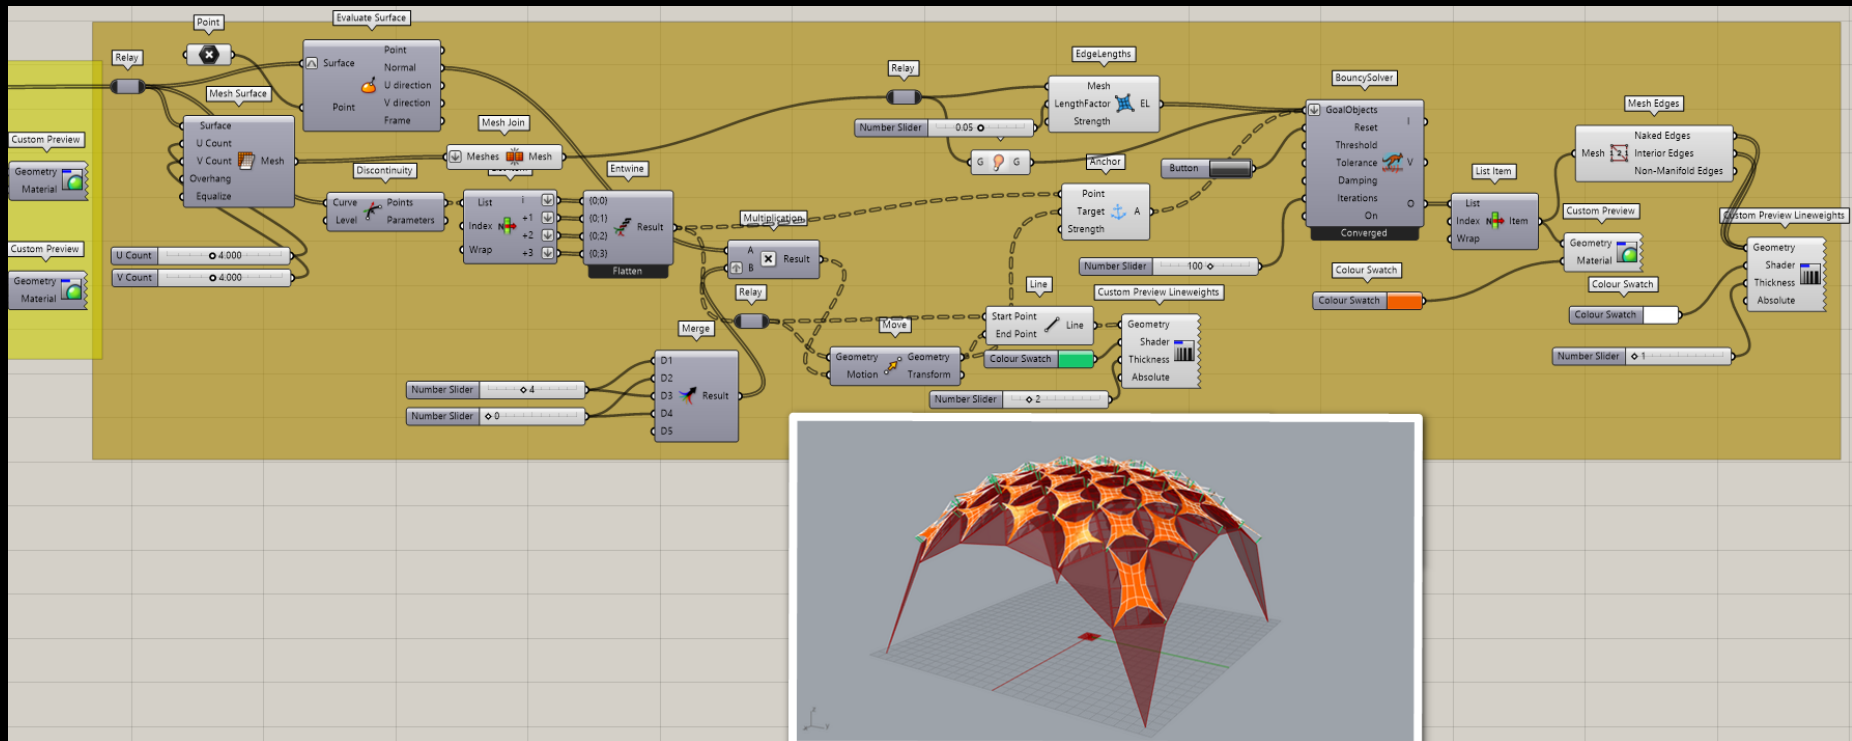 Custom Preview
Geometry
Material
Custom Preview
Geometry
Material
Relay
Point
Evaluate Surface
Surface
Point
Point
Normal
U direction
V direction
Frame
Mesh Surface
Surface
U Count
V Count
Overhang
Equalize
Mesh
U Count
4.000
V Count
4.000
Mesh Join
Meshes
Mesh
Discontinuity
Curve
Level
Points
Parameters
List
Index
Wrap
i
+1
+2
+3
Entwine
{0;0}
{0;1}
{0;2}
{0;3}
Result
Flatten
Multiplication
A
B
Result
Relay
Merge
D1
D2
D3
D4
D5
Result
Number Slider
4
Number Slider
0
Move
Geometry
Motion
Geometry
Transform
Relay
Number Slider
0.05
EdgeLengths
Mesh
LengthFactor
Strength
EL
G
G
Anchor
Point
Target
Strength
A
Button
Number Slider
100
Line
Start Point
End Point
Line
Colour Swatch
Number Slider
2
Custom Preview Lineweights
Geometry
Shader
Thickness
Absolute
BouncySolver
GoalObjects
Reset
Threshold
Tolerance
Damping
Iterations
On
I
V
O
Converged
List Item
List
Index
Wrap
Item
Colour Swatch
Colour Swatch
Mesh Edges
Mesh
Naked Edges
Interior Edges
Non-Manifold Edges
Custom Preview
Geometry
Material
Colour Swatch
Colour Swatch
Number Slider
1
Custom Preview Lineweights
Geometry
Shader
Thickness
Absolute